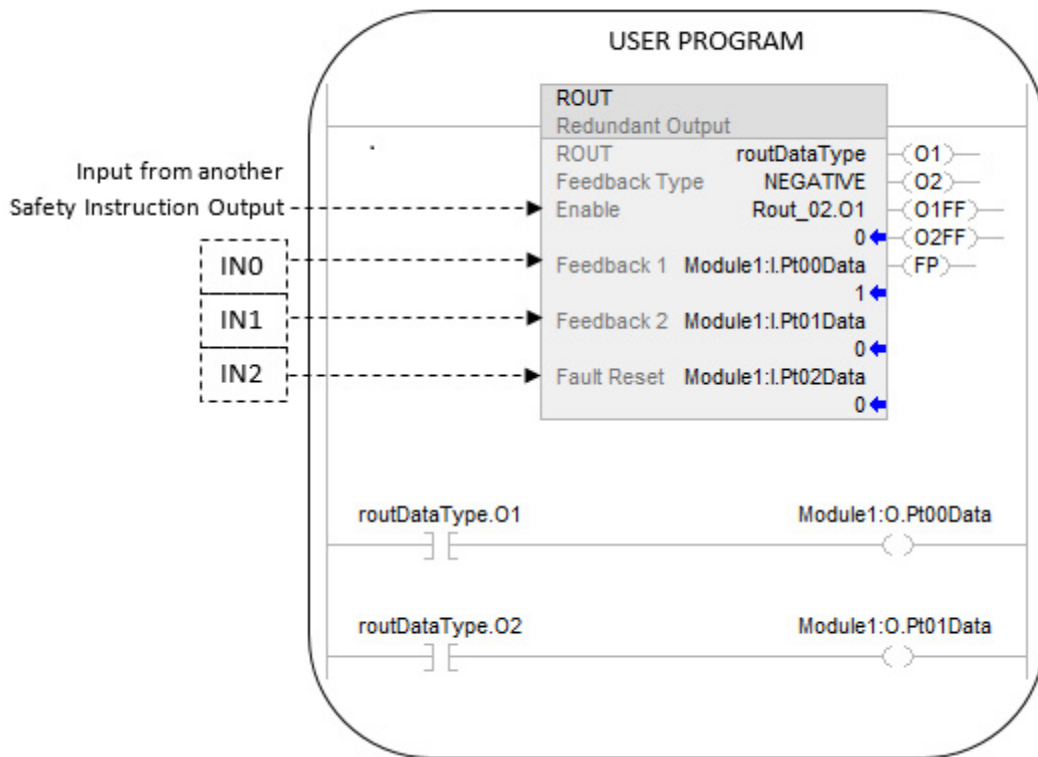 USER PROGRAM
ROUT
Redundant Output
ROUT routDataType (O1)
Feedback Type NEGATIVE (O2)
Input from another
Safety Instruction Output
Enable Rout_02.O1 (O1FF)
0 (O2FF)
IN0
Feedback 1 Module1:I.Pt00Data (FP)
1
IN1
Feedback 2 Module1:I.Pt01Data
0
IN2
Fault Reset Module1:I.Pt02Data
0
routDataType.O1 Module1:O.Pt00Data
routDataType.O2 Module1:O.Pt01Data